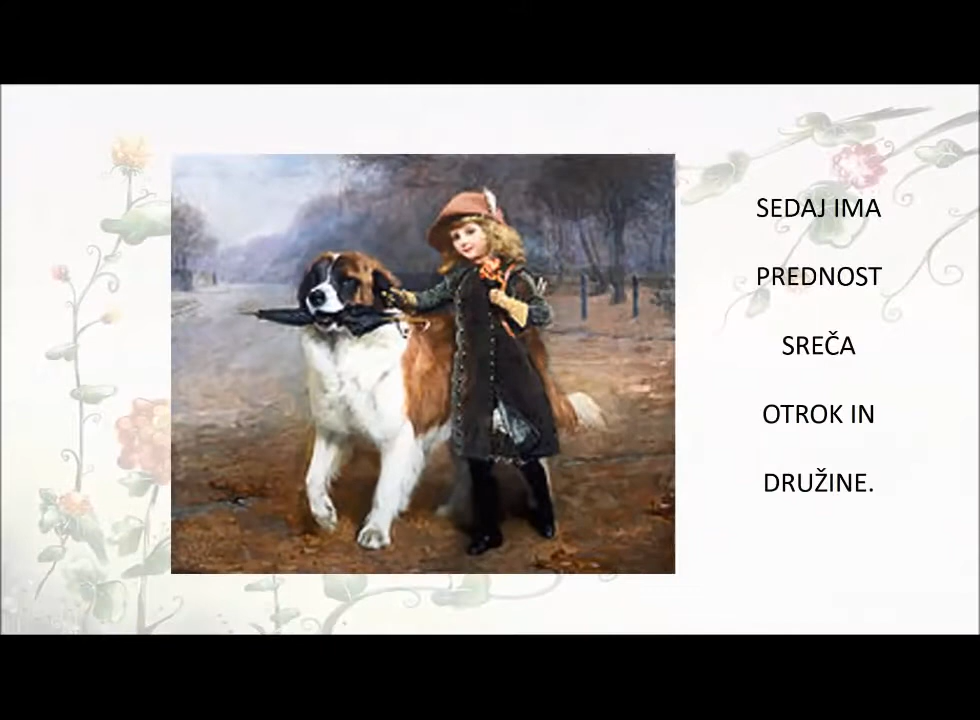 SEDAJ IMA
PREDNOST
SREČA
OTROK IN
DRUŽINE.